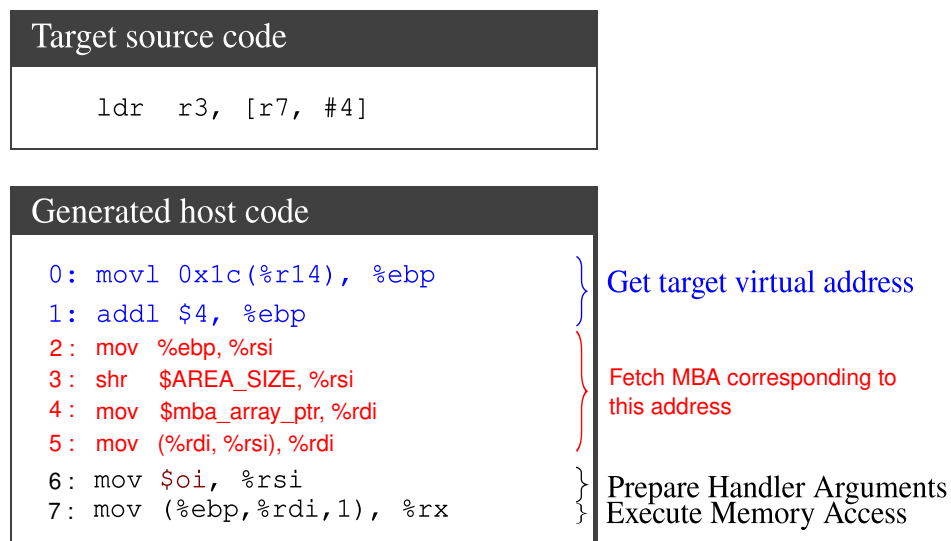 Target source code
ldr r3, [r7, #4]
Generated host code
0: movl 0x1c(%r14), %ebp
1: addl $4, %ebp
Get target virtual address
2 : mov %ebp, %rsi
3 : shr $AREA_SIZE, %rsi
4 : mov $mba_array_ptr, %rdi
5 : mov (%rdi, %rsi), %rdi
Fetch MBA corresponding to
this address
6: mov $oi, %rsi
Prepare Handler Arguments
7: mov (%ebp,%rdi,1), %rx
Execute Memory Access